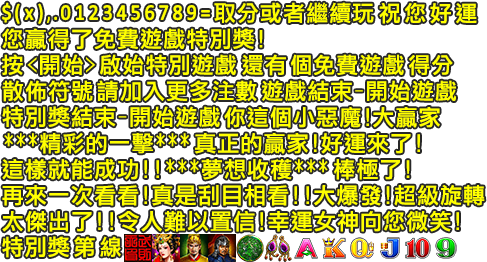 $(x),.0123456789=取分或者繼續玩 祝您好運
您贏得了免費遊戲特別獎!
按<開始>啟始特別遊戲 還有 個免費遊戲 得分
散佈符號 請加入更多注數 遊戲結束-開始遊戲
特別獎結束-開始遊戲 你這個小惡魔!大贏家
***精彩的一擊*** 真正的贏家!好運來了!
這樣就能成功!!***夢想收穫*** 棒極了!
再來一次看看!真是刮目相看!!大爆發!超級旋轉
太傑出了!!令人難以置信!幸運女神向您微笑!
特別獎 第 線 A K Q J 10 9